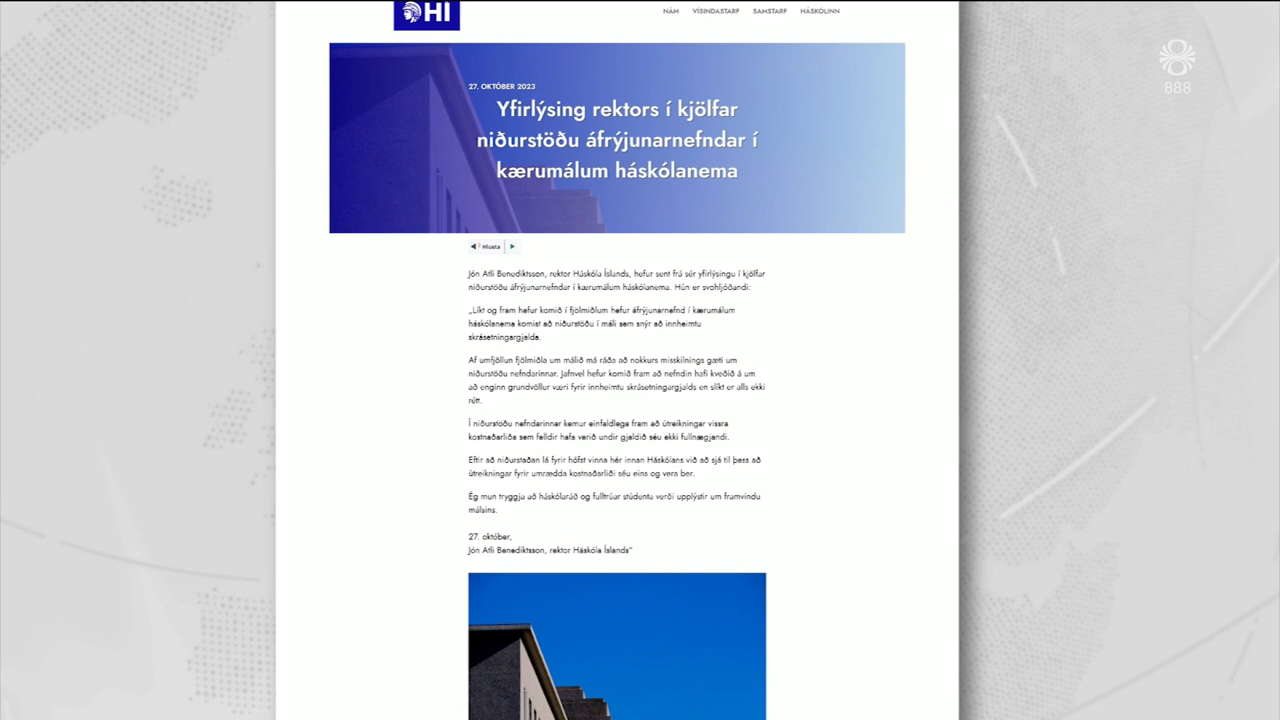 HI
NÁM VÍSINDASTARF SAMSTARF HÁSKÓLINN
888
27. OKTÓBER 2023
Yfirlýsing rektors í kjölfar
niðurstöðu áfrýjunarnefndar í
kærumálum háskólanema
Hlusta
Jón Atli Benediktsson, rektor Háskóla Íslands, hefur sent frá sér yfirlýsingu í kjölfar
niðurstöðu áfrýjunarnefndar í kærumálum háskólanema. Hún er svohljóðandi:
„Líkt og fram hefur komið í fjölmiðlum hefur áfrýjunarnefnd í kærumálum
háskólanema komist að niðurstöðu í máli sem snýr að innheimtu
skrásetningargjalda.
Af umfjöllun fjölmiðla um málið má ráða að nokkurs misskilnings gæti um
niðurstöðu nefndarinnar. Jafnvel hefur komið fram að nefndin hafi kveðið á um
að enginn grundvöllur væri fyrir innheimtu skrásetningargjalds en slíkt er alls ekki
rétt.
Í niðurstöðu nefndarinnar kemur einfaldlega fram að útreikningar vissra
kostnaðarliða sem felldir hafa verið undir gjaldið séu ekki fullnægjandi.
Eftir að niðurstaðan lá fyrir hófst vinna hér innan Háskólans við að sjá til þess að
útreikningar fyrir umrædda kostnaðarliði séu eins og vera ber.
Ég mun tryggja að háskólaráð og fulltrúar stúdenta verði upplýstir um framvindu
málsins.
27. október,
Jón Atli Benediktsson, rektor Háskóla Íslands“